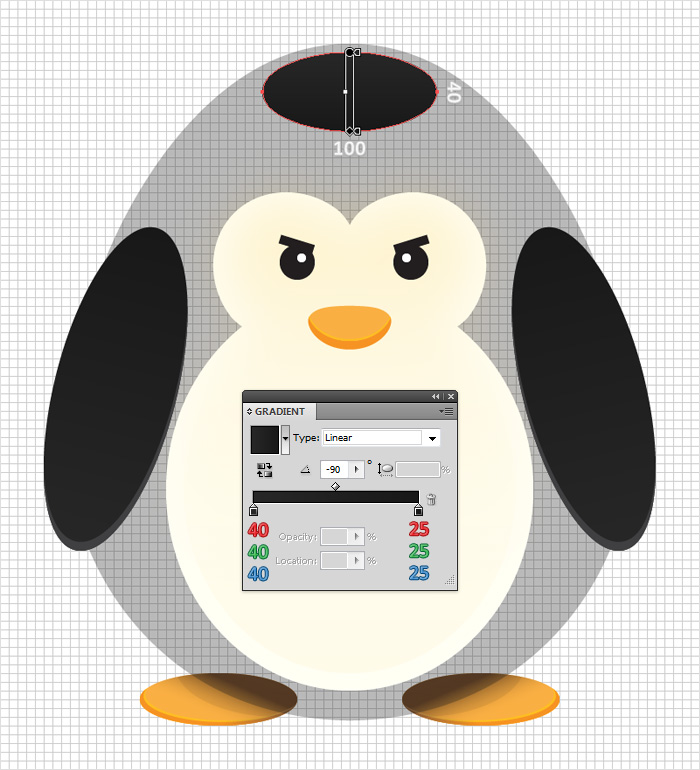 40
100
GRADIENT
Type: Linear
-90 ° %
40 Opacity: % 25
40 Location: % 25
40 25